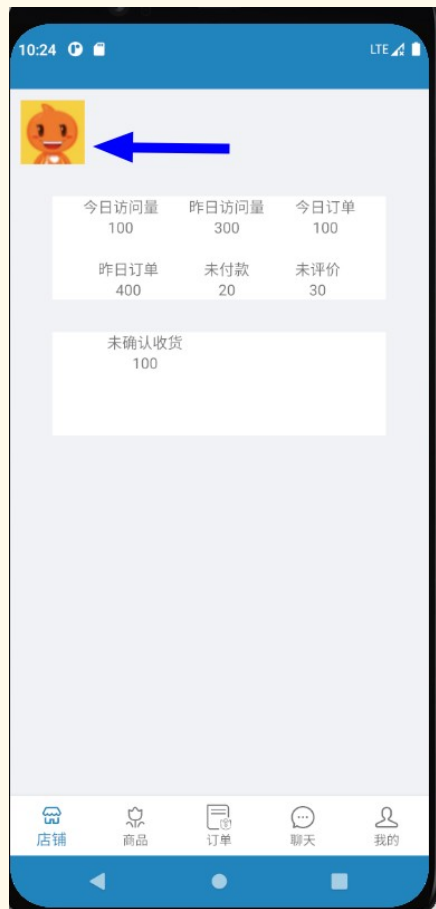 10:24 LTE
今日访问量 昨日访问量 今日订单
100 300 100
昨日订单 未付款 未评价
400 20 30
未确认收货
100
店铺 商品 订单 聊天 我的